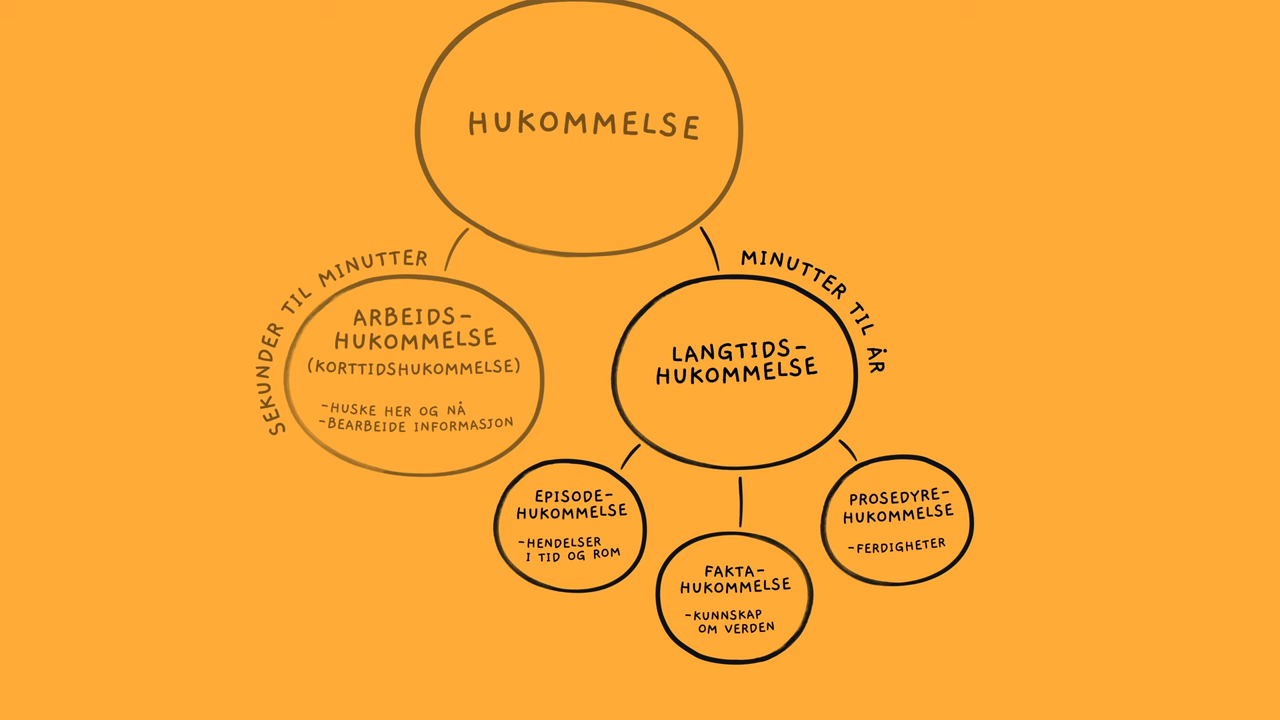 HUKOMMELSE
SEKUNDER TIL MINUTTER
ARBEIDS-
HUKOMMELSE
(KORTTIDSHUKOMMELSE)
-HUSKE HER OG NÅ
-BEARBEIDE INFORMASJON
MINUTTER TIL ÅR
LANGTIDS-
HUKOMMELSE
EPISODE-
HUKOMMELSE
-HENDELSER
I TID OG ROM
FAKTA-
HUKOMMELSE
-KUNNSKAP
OM VERDEN
PROSEDYRE-
HUKOMMELSE
-FERDIGHETER